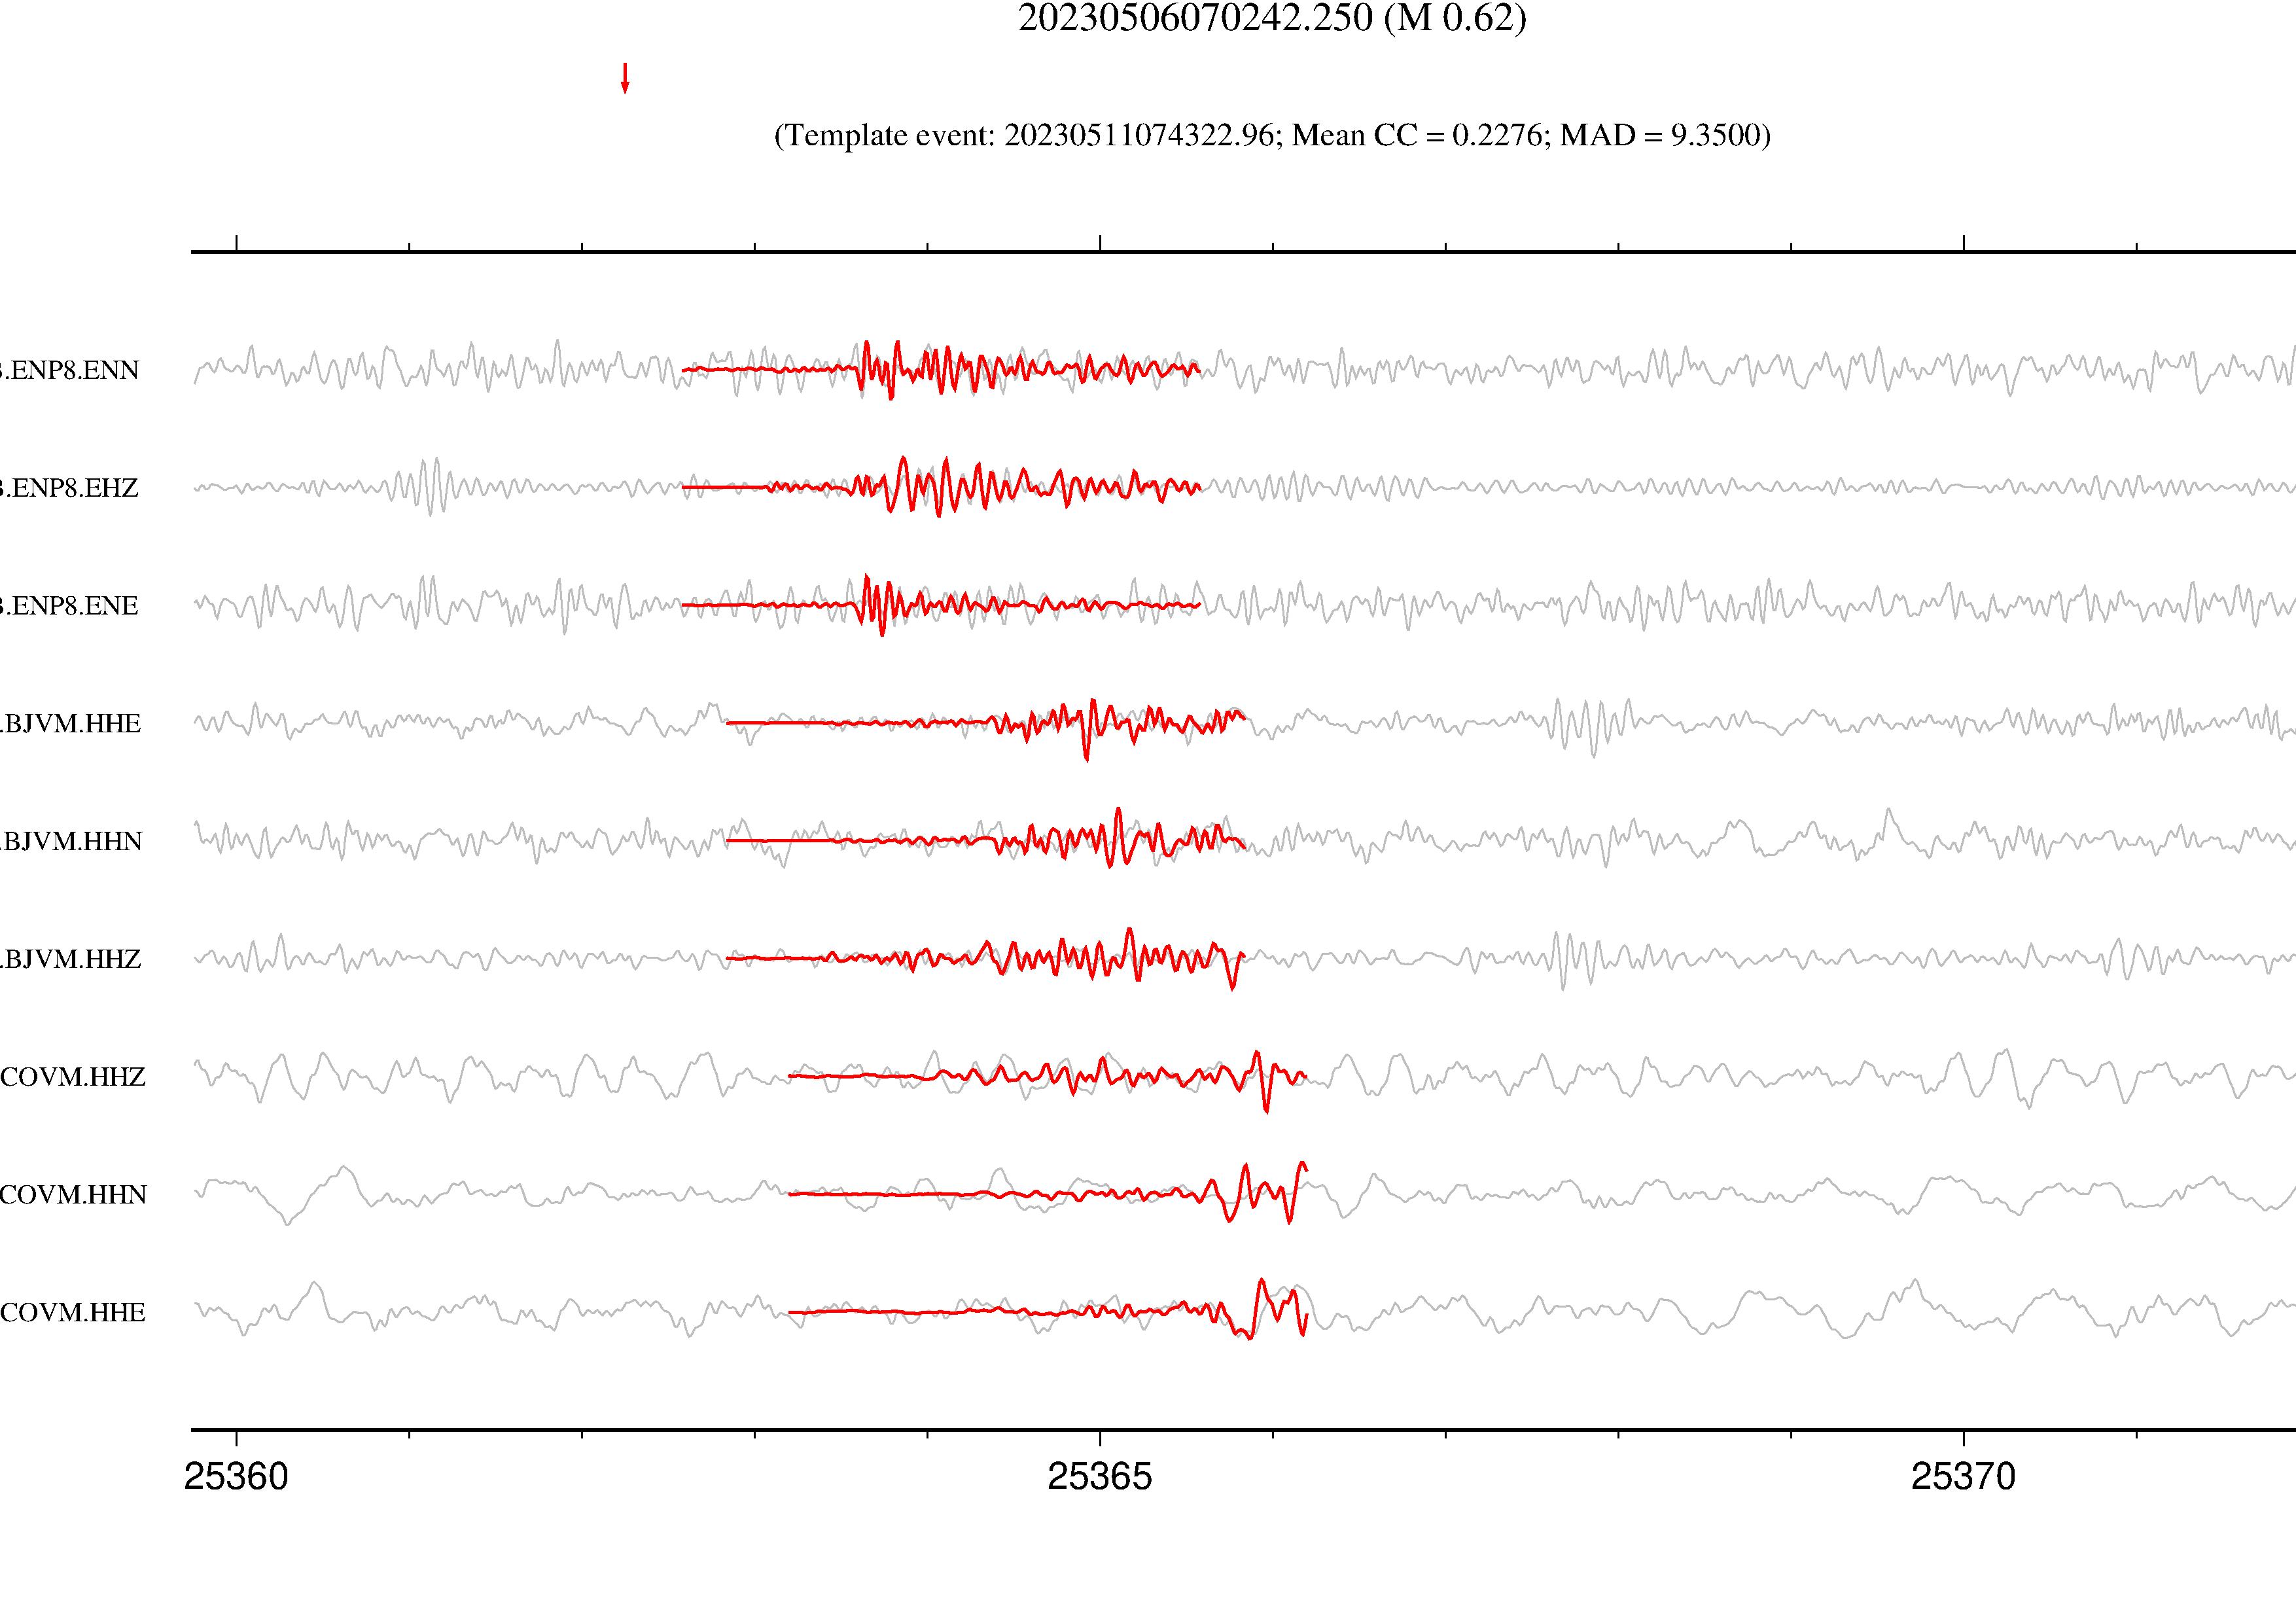 20230506070242.250 (M 0.62)
(Template event: 20230511074322.96; Mean CC = 0.2276; MAD = 9.3500)
.ENP8.ENN
.ENP8.EHZ
.ENP8.ENE
.BJVM.HHE
.BJVM.HHN
.BJVM.HHZ
COVM.HHZ
COVM.HHN
COVM.HHE
25360 25365 25370